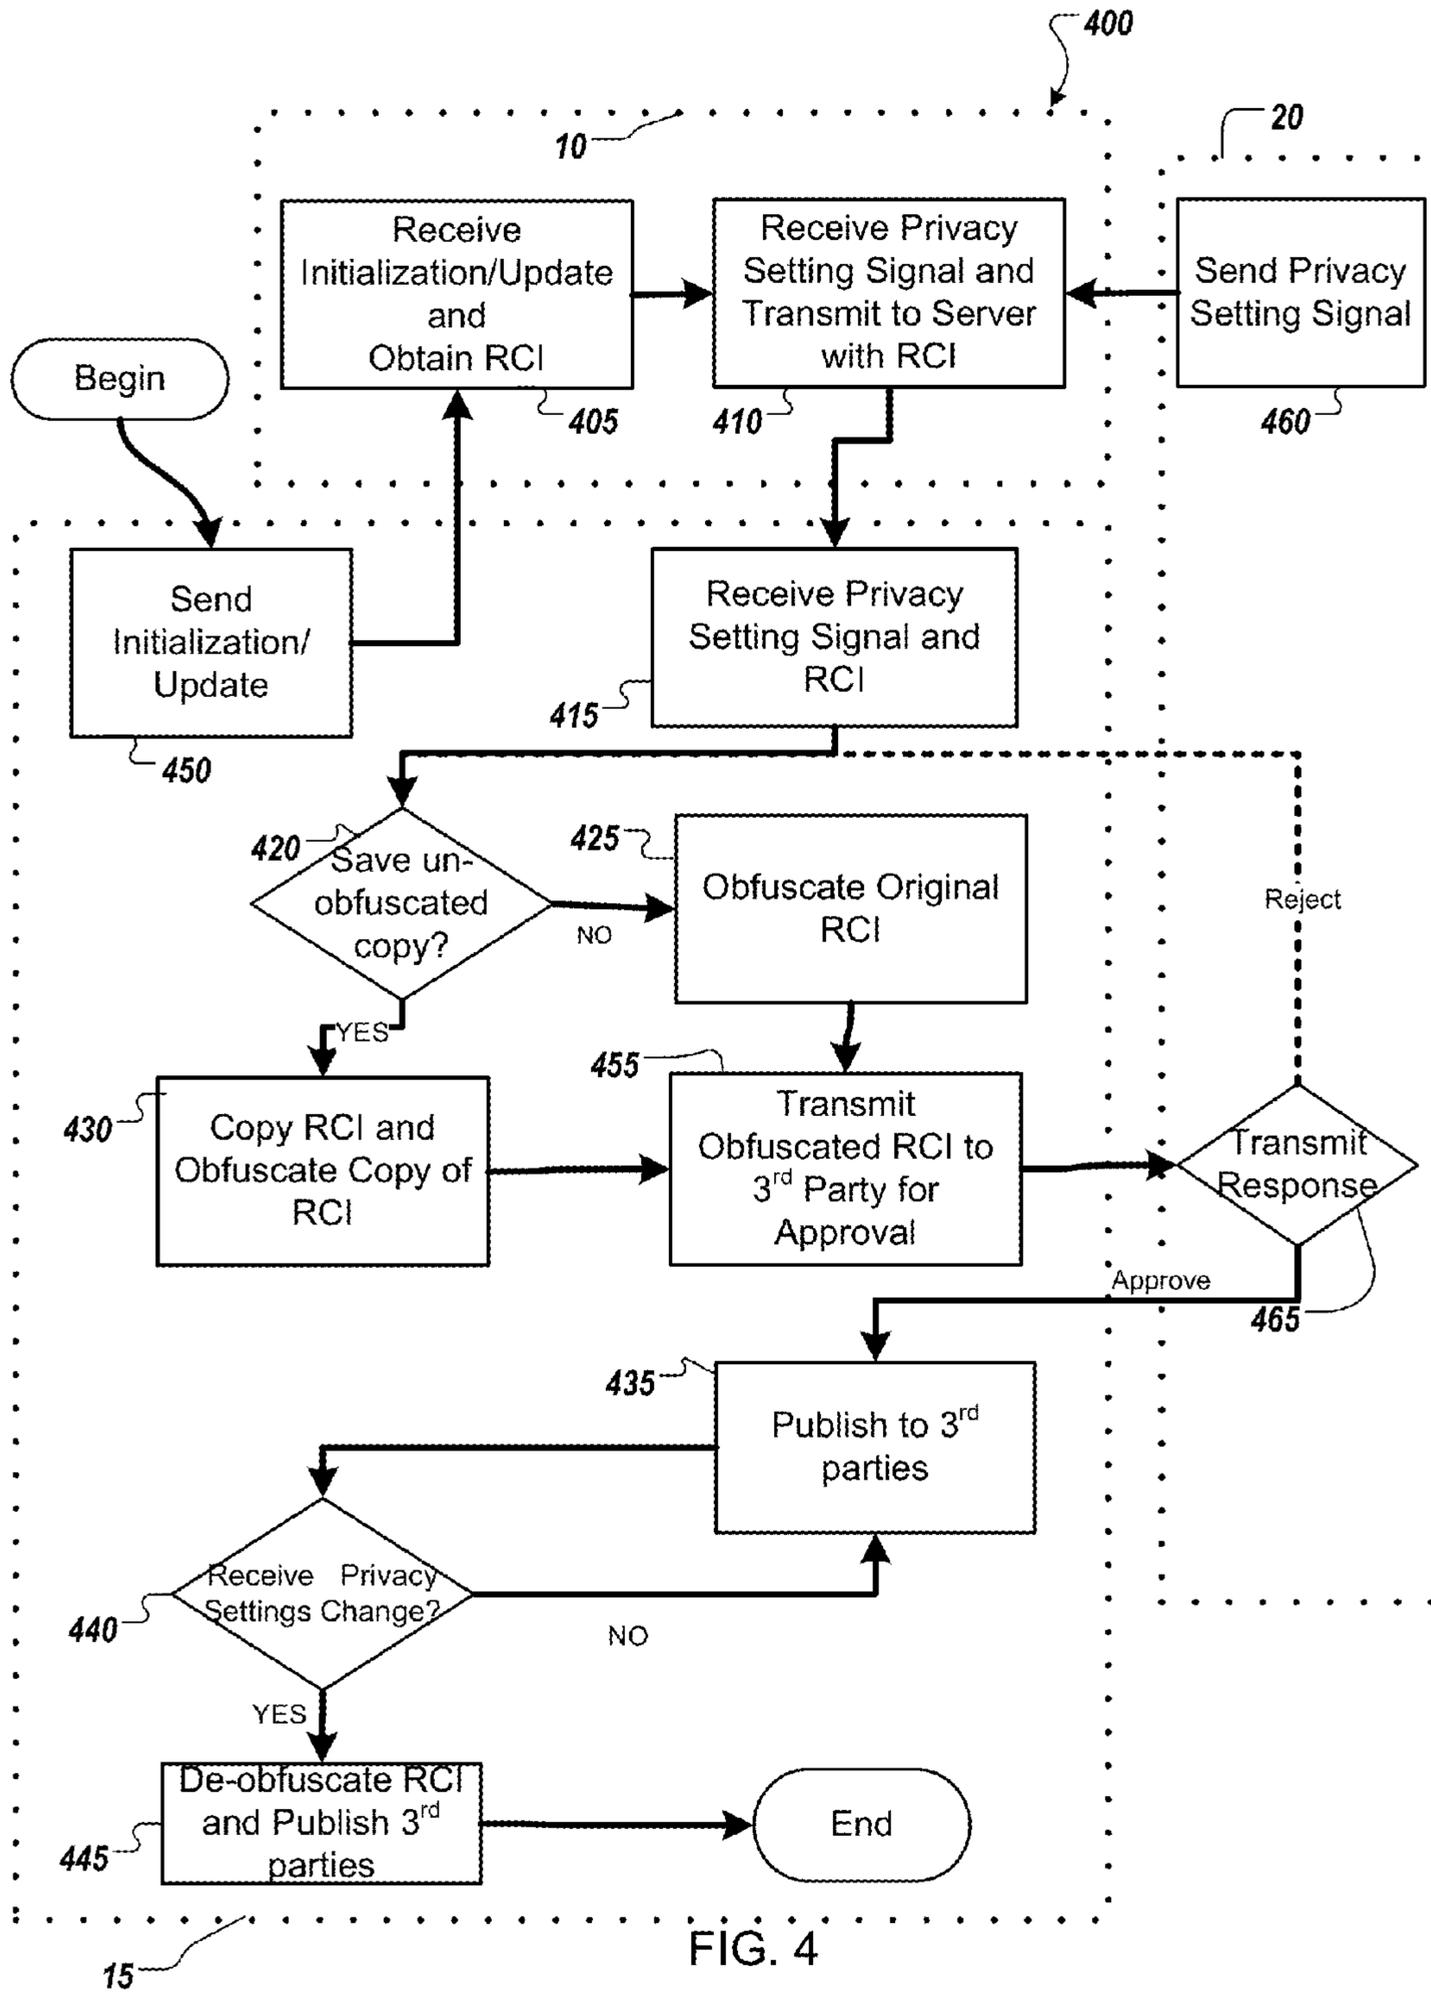 400
10
20
Receive
Initialization/Update
and
Obtain RCI
405
Receive Privacy
Setting Signal and
Transmit to Server
with RCI
410
Send Privacy
Setting Signal
460
Begin
Send
Initialization/
Update
450
Receive Privacy
Setting Signal and
RCI
415
420
Save un-
obfuscated
copy?
NO
YES
425
Obfuscate Original
RCI
Reject
430
Copy RCI and
Obfuscate Copy of
RCI
455
Transmit
Obfuscated RCI to
3rd Party for
Approval
Transmit
Response
465
Approve
435
Publish to 3rd
parties
440
Receive Privacy
Settings Change?
NO
YES
445
De-obfuscate RCI
and Publish 3rd
parties
End
15
FIG. 4